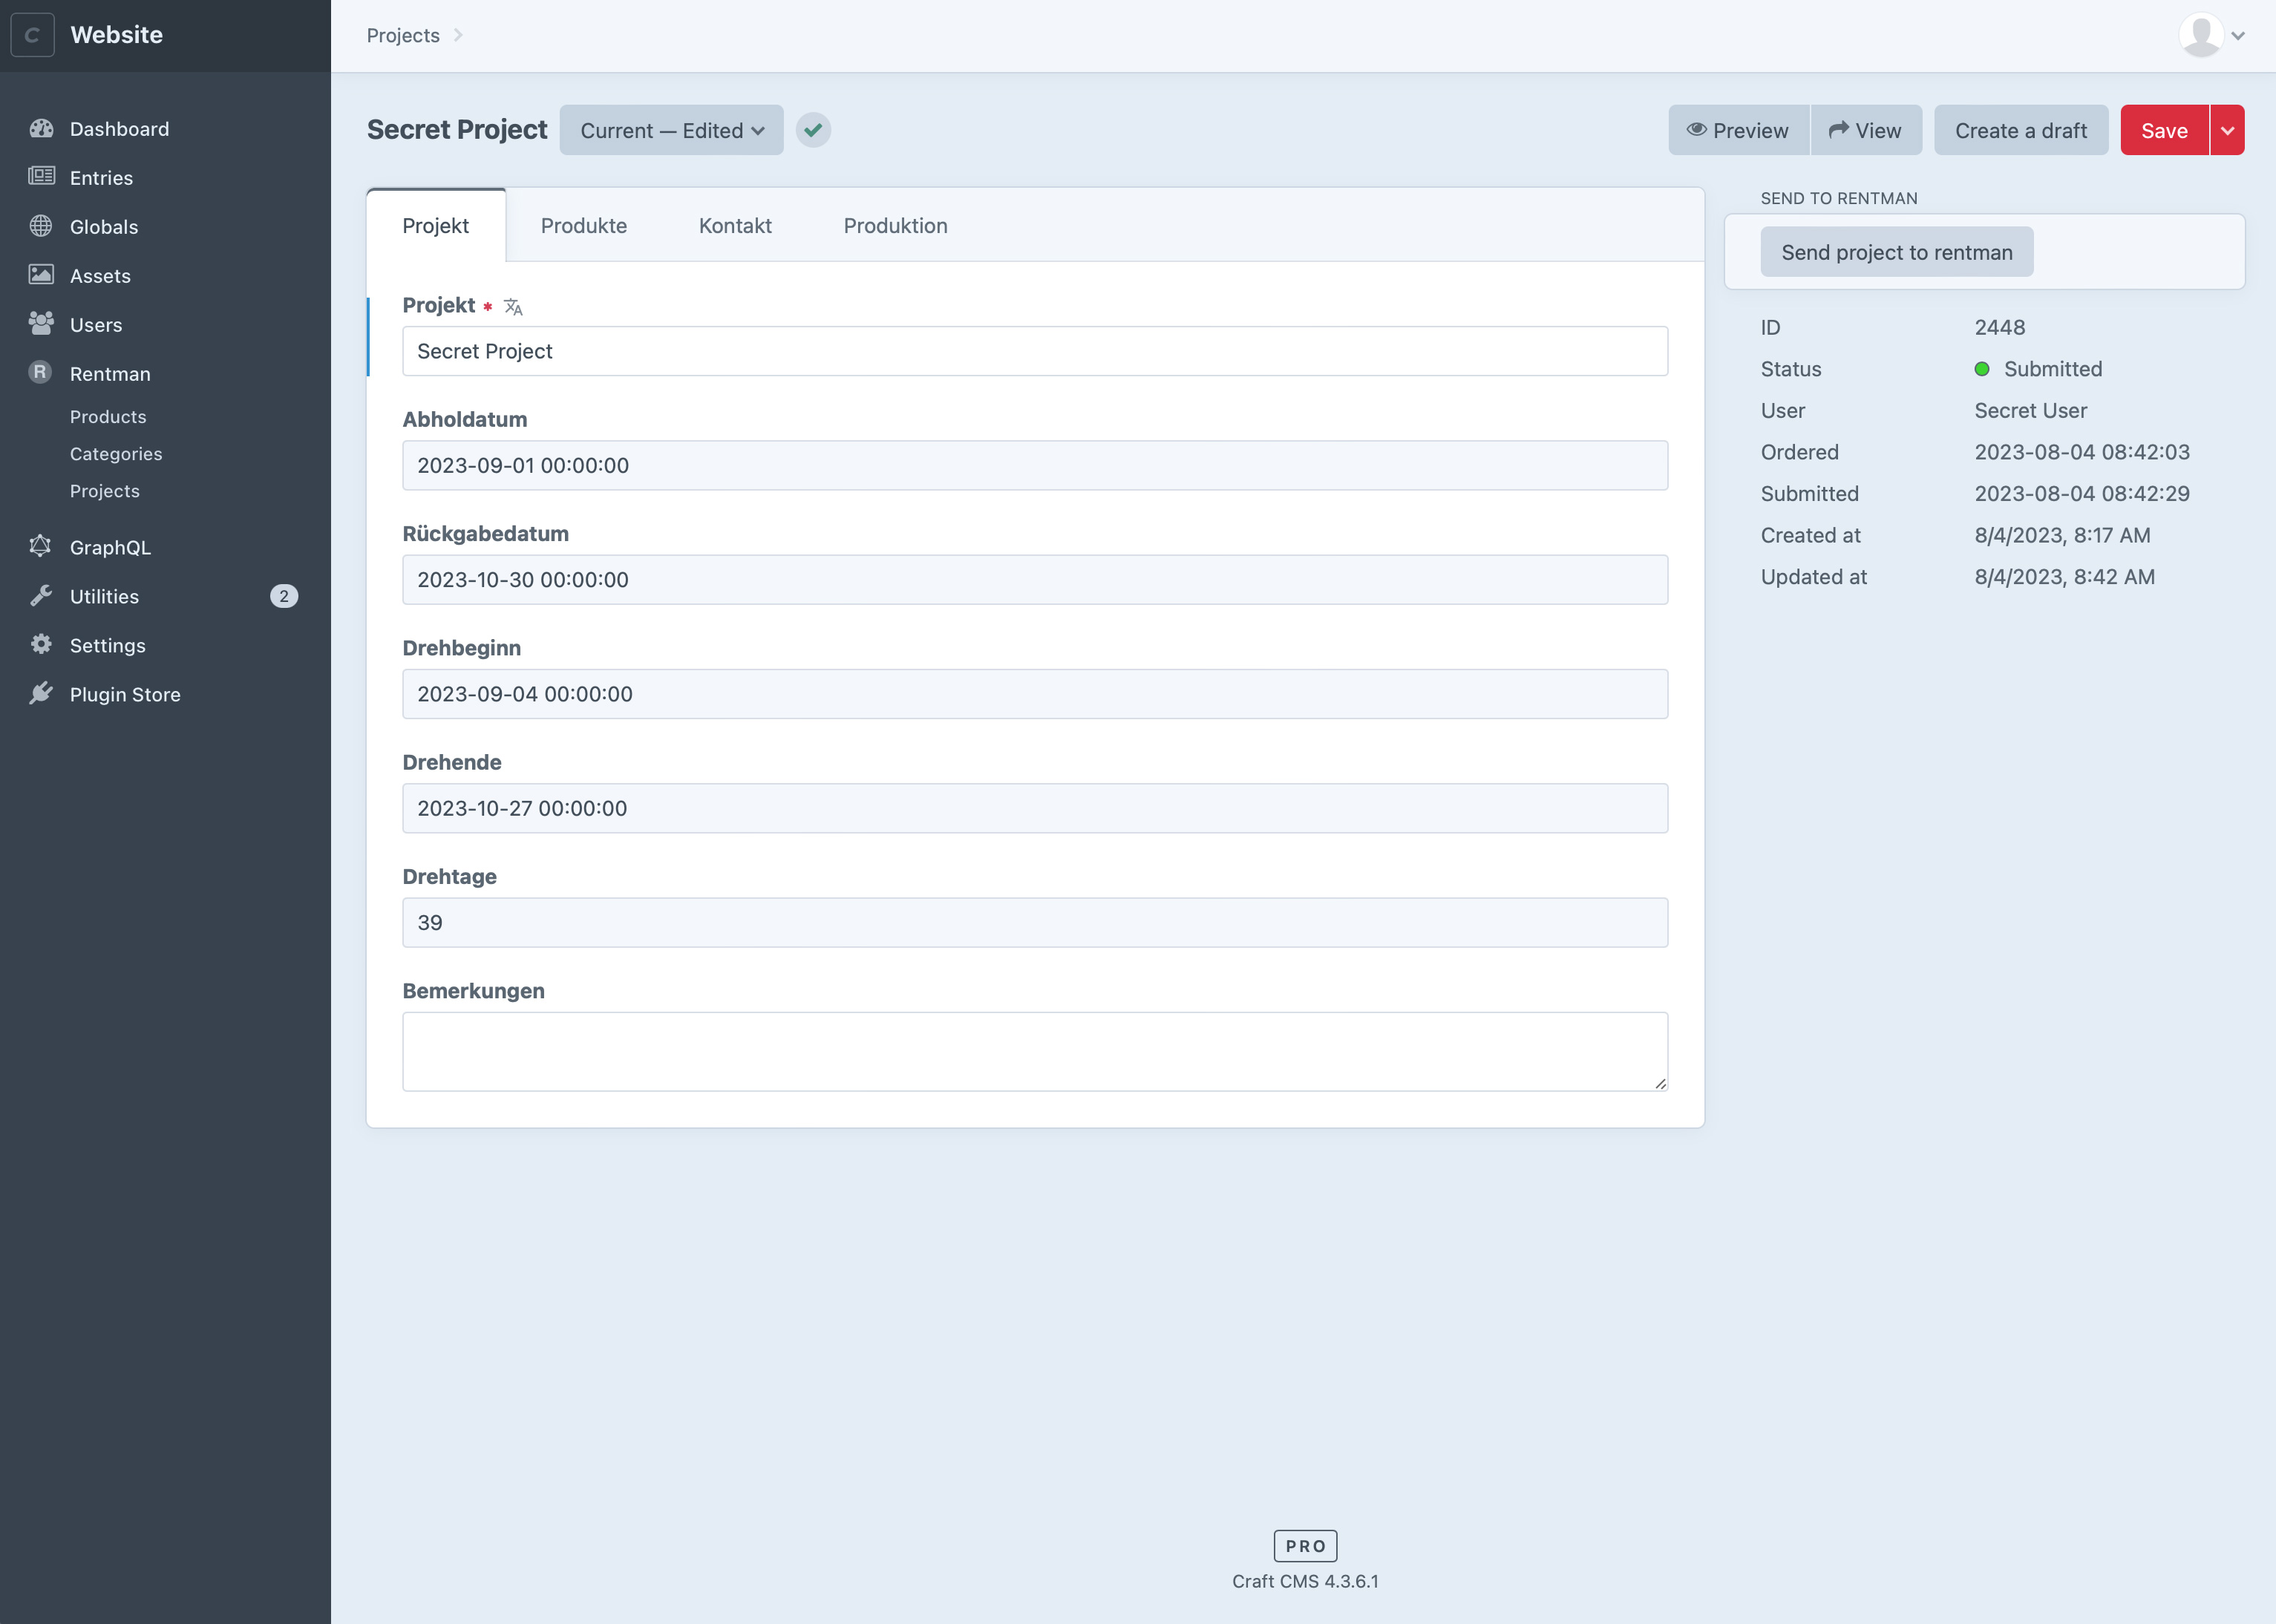 C Website
Projects
Dashboard
Entries
Globals
Assets
Users
R Rentman
Products
Categories
Projects
GraphQL
Utilities 2
Settings
Plugin Store
Secret Project Current — Edited
Preview View Create a draft Save
Projekt Produkte Kontakt Produktion
Projekt *
Secret Project
Abholdatum
2023-09-01 00:00:00
Rückgabedatum
2023-10-30 00:00:00
Drehbeginn
2023-09-04 00:00:00
Drehende
2023-10-27 00:00:00
Drehtage
39
Bemerkungen
SEND TO RENTMAN
Send project to rentman
ID 2448
Status Submitted
User Secret User
Ordered 2023-08-04 08:42:03
Submitted 2023-08-04 08:42:29
Created at 8/4/2023, 8:17 AM
Updated at 8/4/2023, 8:42 AM
PRO
Craft CMS 4.3.6.1